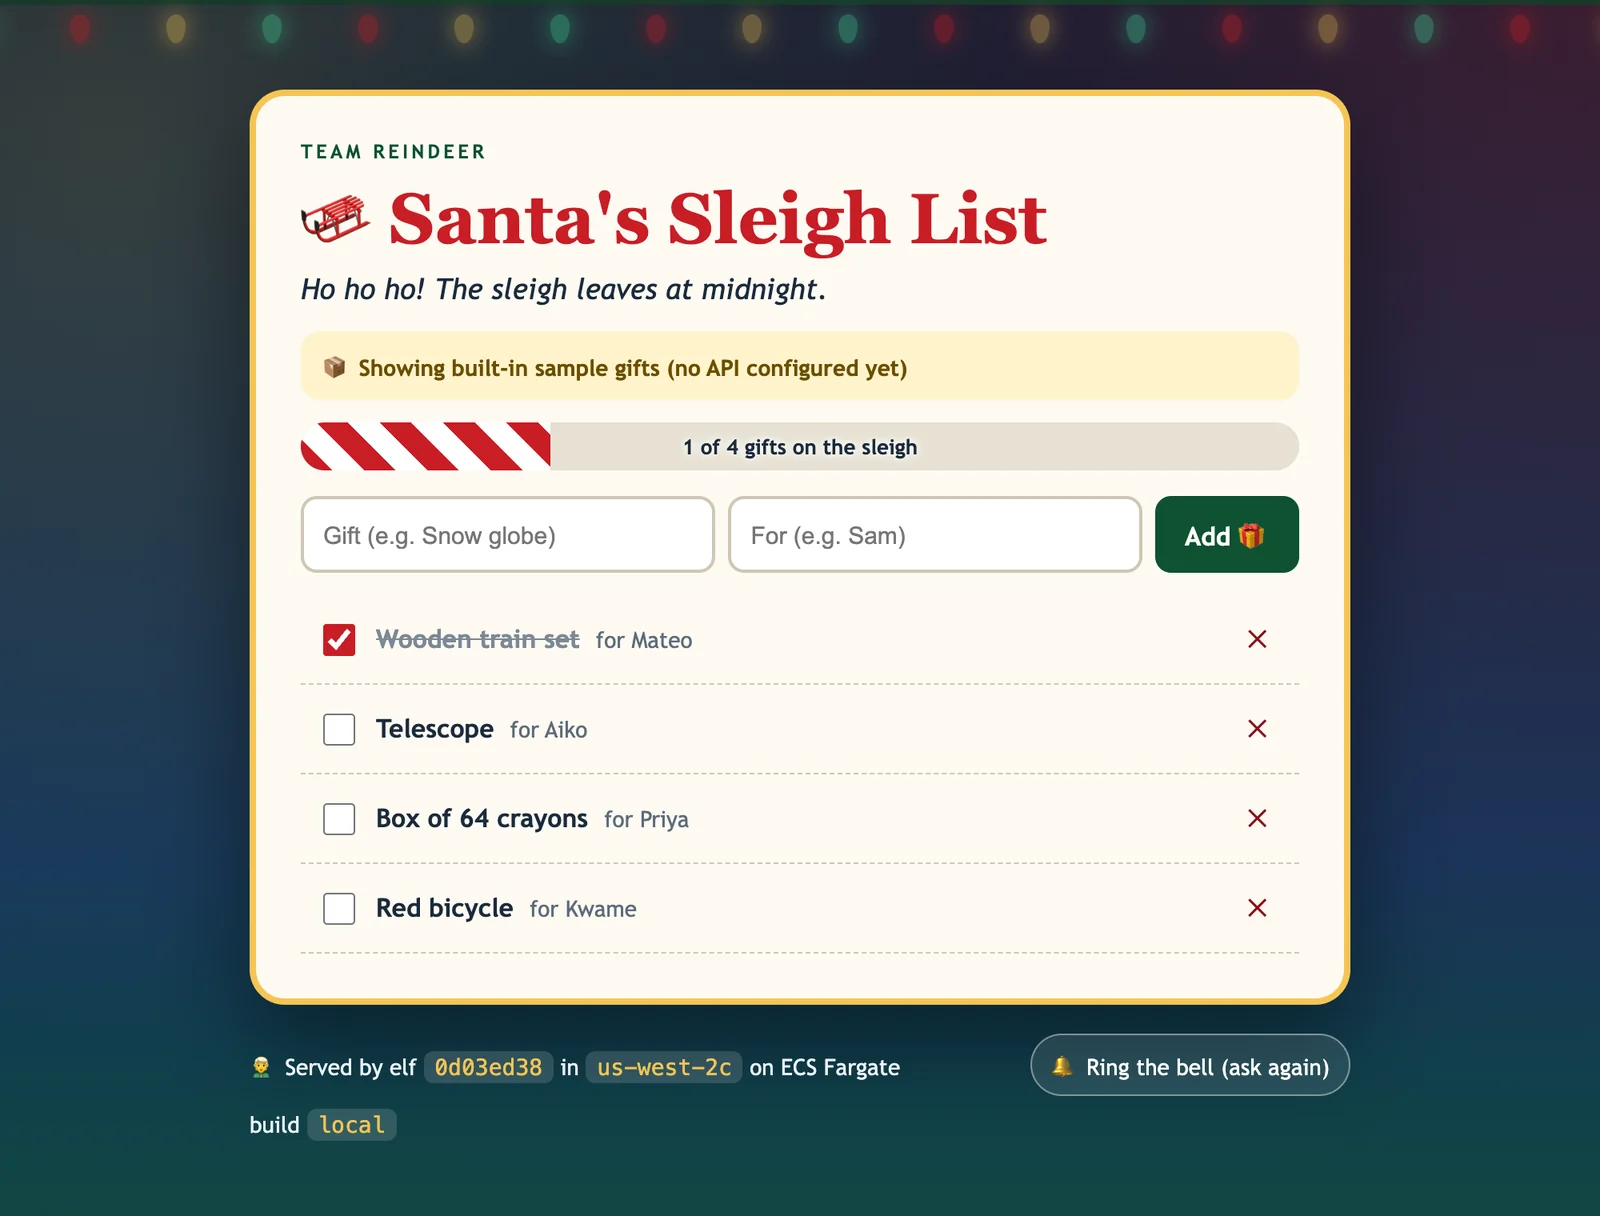 TEAM REINDEER
Santa's Sleigh List
Ho ho ho! The sleigh leaves at midnight.
Showing built-in sample gifts (no API configured yet)
1 of 4 gifts on the sleigh
Gift (e.g. Snow globe)
For (e.g. Sam)
Add
Wooden train set for Mateo
Telescope for Aiko
Box of 64 crayons for Priya
Red bicycle for Kwame
Served by elf 0d03ed38 in us-west-2c on ECS Fargate
Ring the bell (ask again)
build local